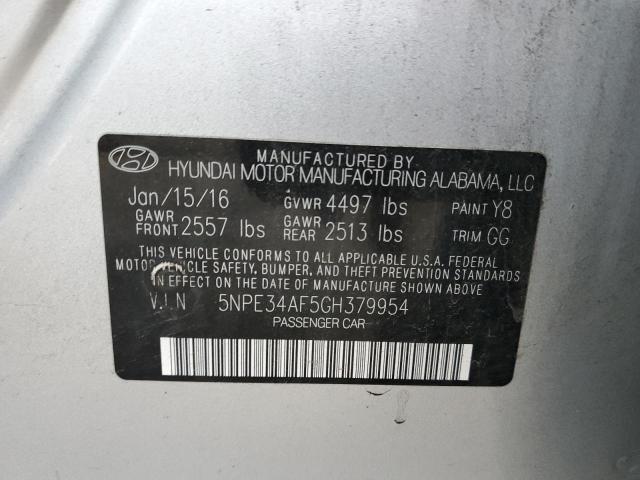 MANUFACTURED BY
HYUNDAI MOTOR MANUFACTURING ALABAMA, LLC
Jan/15/16 GVWR 4497 lbs PAINT Y8
GAWR FRONT 2557 lbs GAWR REAR 2513 lbs TRIM GG
THIS VEHICLE CONFORMS TO ALL APPLICABLE U.S.A. FEDERAL
MOTOR VEHICLE SAFETY, BUMPER, AND THEFT PREVENTION STANDARDS
IN EFFECT ON THE DATE OF MANUFACTURE SHOWN ABOVE
V.I.N 5NPE34AF5GH379954
PASSENGER CAR